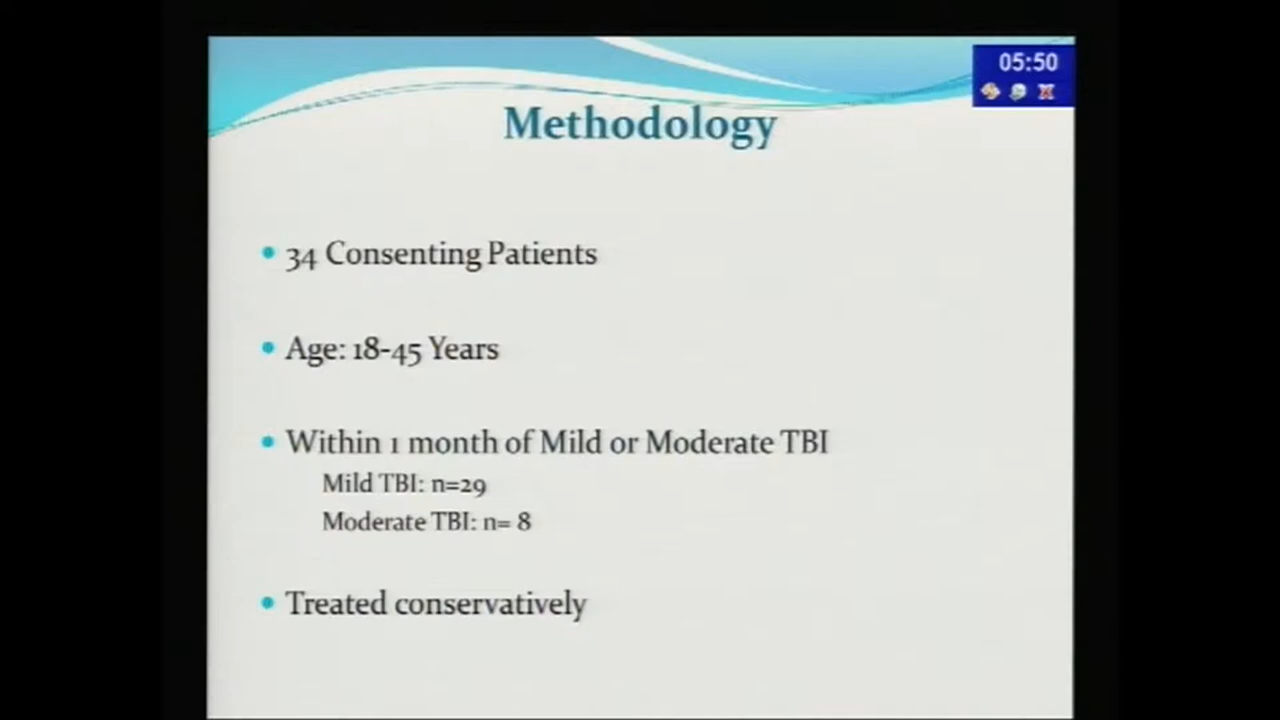 05:50
Methodology
• 34 Consenting Patients
• Age: 18-45 Years
• Within 1 month of Mild or Moderate TBI
Mild TBI: n=29
Moderate TBI: n= 8
• Treated conservatively